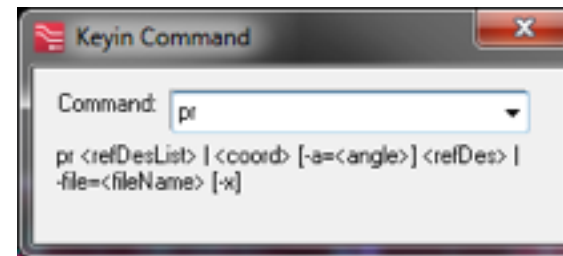 Keyin Command
Command:
pr
pr <refDesList> | <coord> [-a=<angle>] <refDes> |
-file=<fileName> [-x]